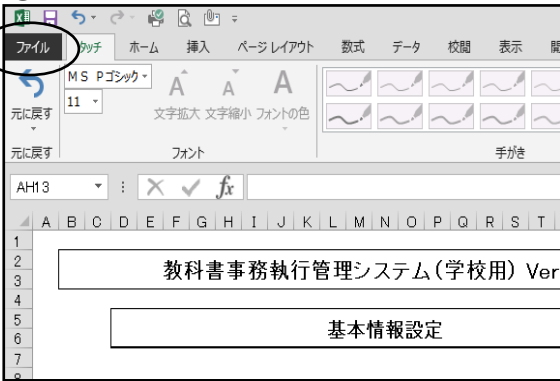 ファイル タッチ ホーム 挿入 ページ レイアウト 数式 データ 校閲 表示
元に戻す MS Pゴシック
11 文字拡大 文字縮小 フォントの色
元に戻す フォント 手がき
AH13 fx
A B C D E F G H I J K L M N O P Q R S T
1
2
教科書事務執行管理システム(学校用) Ver
3
4
5
基本情報設定
6
7